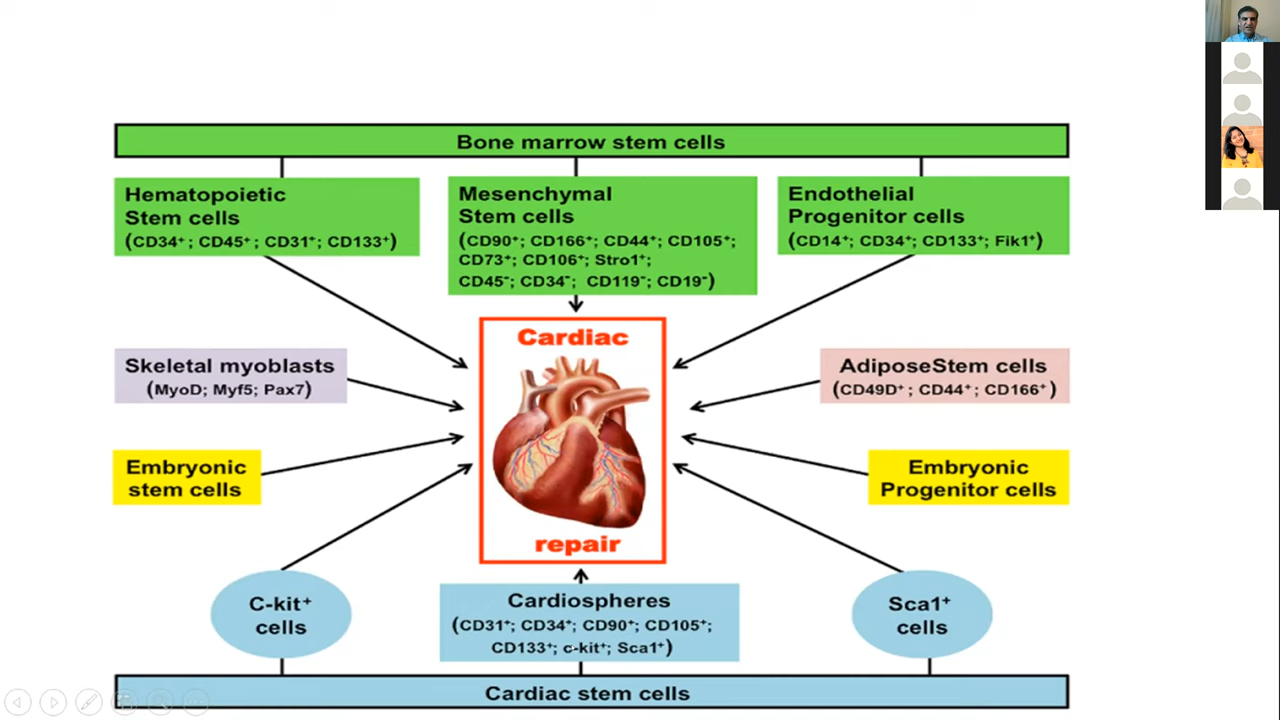 Bone marrow stem cells
Hematopoietic
Stem cells
(CD34⁺; CD45⁺; CD31⁺; CD133⁺)
Mesenchymal
Stem cells
(CD90⁺; CD166⁺; CD44⁺; CD105⁺;
CD73⁺; CD106⁺; Stro1⁺;
CD45⁻; CD34⁻; CD119⁻; CD19⁻)
Endothelial
Progenitor cells
(CD14⁺; CD34⁺; CD133⁺; Fik1⁺)
Cardiac
repair
Skeletal myoblasts
(MyoD; Myf5; Pax7)
AdiposeStem cells
(CD49D⁺; CD44⁺; CD166⁺)
Embryonic
stem cells
Embryonic
Progenitor cells
C-kit⁺
cells
Cardiospheres
(CD31⁺; CD34⁺; CD90⁺; CD105⁺;
CD133⁺; c-kit⁺; Sca1⁺)
Sca1⁺
cells
Cardiac stem cells